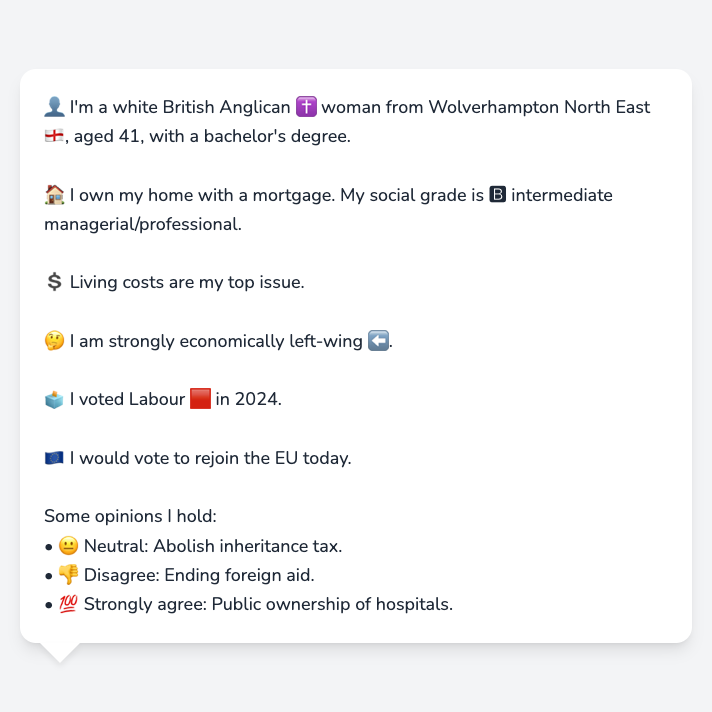 👤 I'm a white British Anglican ✝️ woman from Wolverhampton North East
🏴󠁧󠁢󠁥󠁮󠁧󠁿, aged 41, with a bachelor's degree.
🏠 I own my home with a mortgage. My social grade is 🅱 intermediate
managerial/professional.
💲 Living costs are my top issue.
🤔 I am strongly economically left-wing ⬅️.
🗳️ I voted Labour 🟥 in 2024.
🇪🇺 I would vote to rejoin the EU today.
Some opinions I hold:
• 😐 Neutral: Abolish inheritance tax.
• 👎 Disagree: Ending foreign aid.
• 💯 Strongly agree: Public ownership of hospitals.